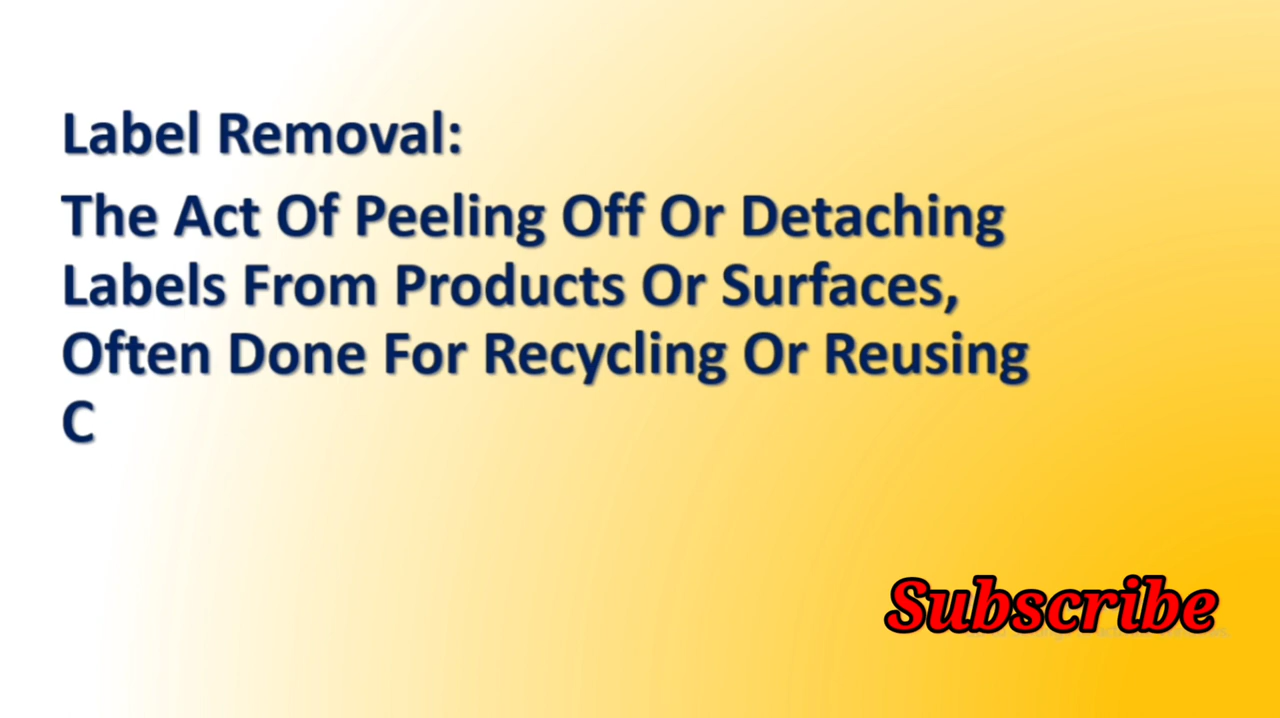 Label Removal:
The Act Of Peeling Off Or Detaching
Labels From Products Or Surfaces,
Often Done For Recycling Or Reusing
C
Subscribe